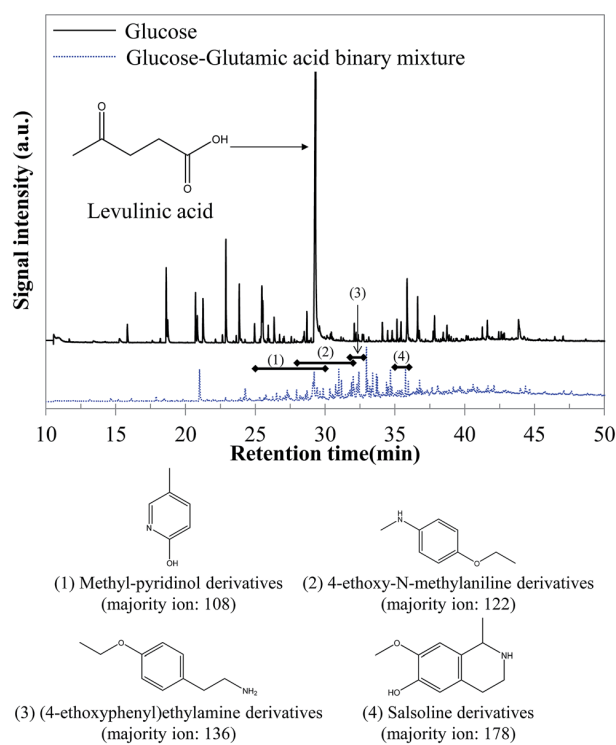 Glucose
Glucose-Glutamic acid binary mixture
Signal intensity (a.u.)
O
OH
O
Levulinic acid
(3)
(2)
(1)
(4)
10 15 20 25 30 35 40 45 50
Retention time(min)
N
OH
H
N
O
(1) Methyl-pyridinol derivatives
(majority ion: 108)
(2) 4-ethoxy-N-methylaniline derivatives
(majority ion: 122)
O
NH2
O
NH
HO
(3) (4-ethoxyphenyl)ethylamine derivatives
(majority ion: 136)
(4) Salsoline derivatives
(majority ion: 178)